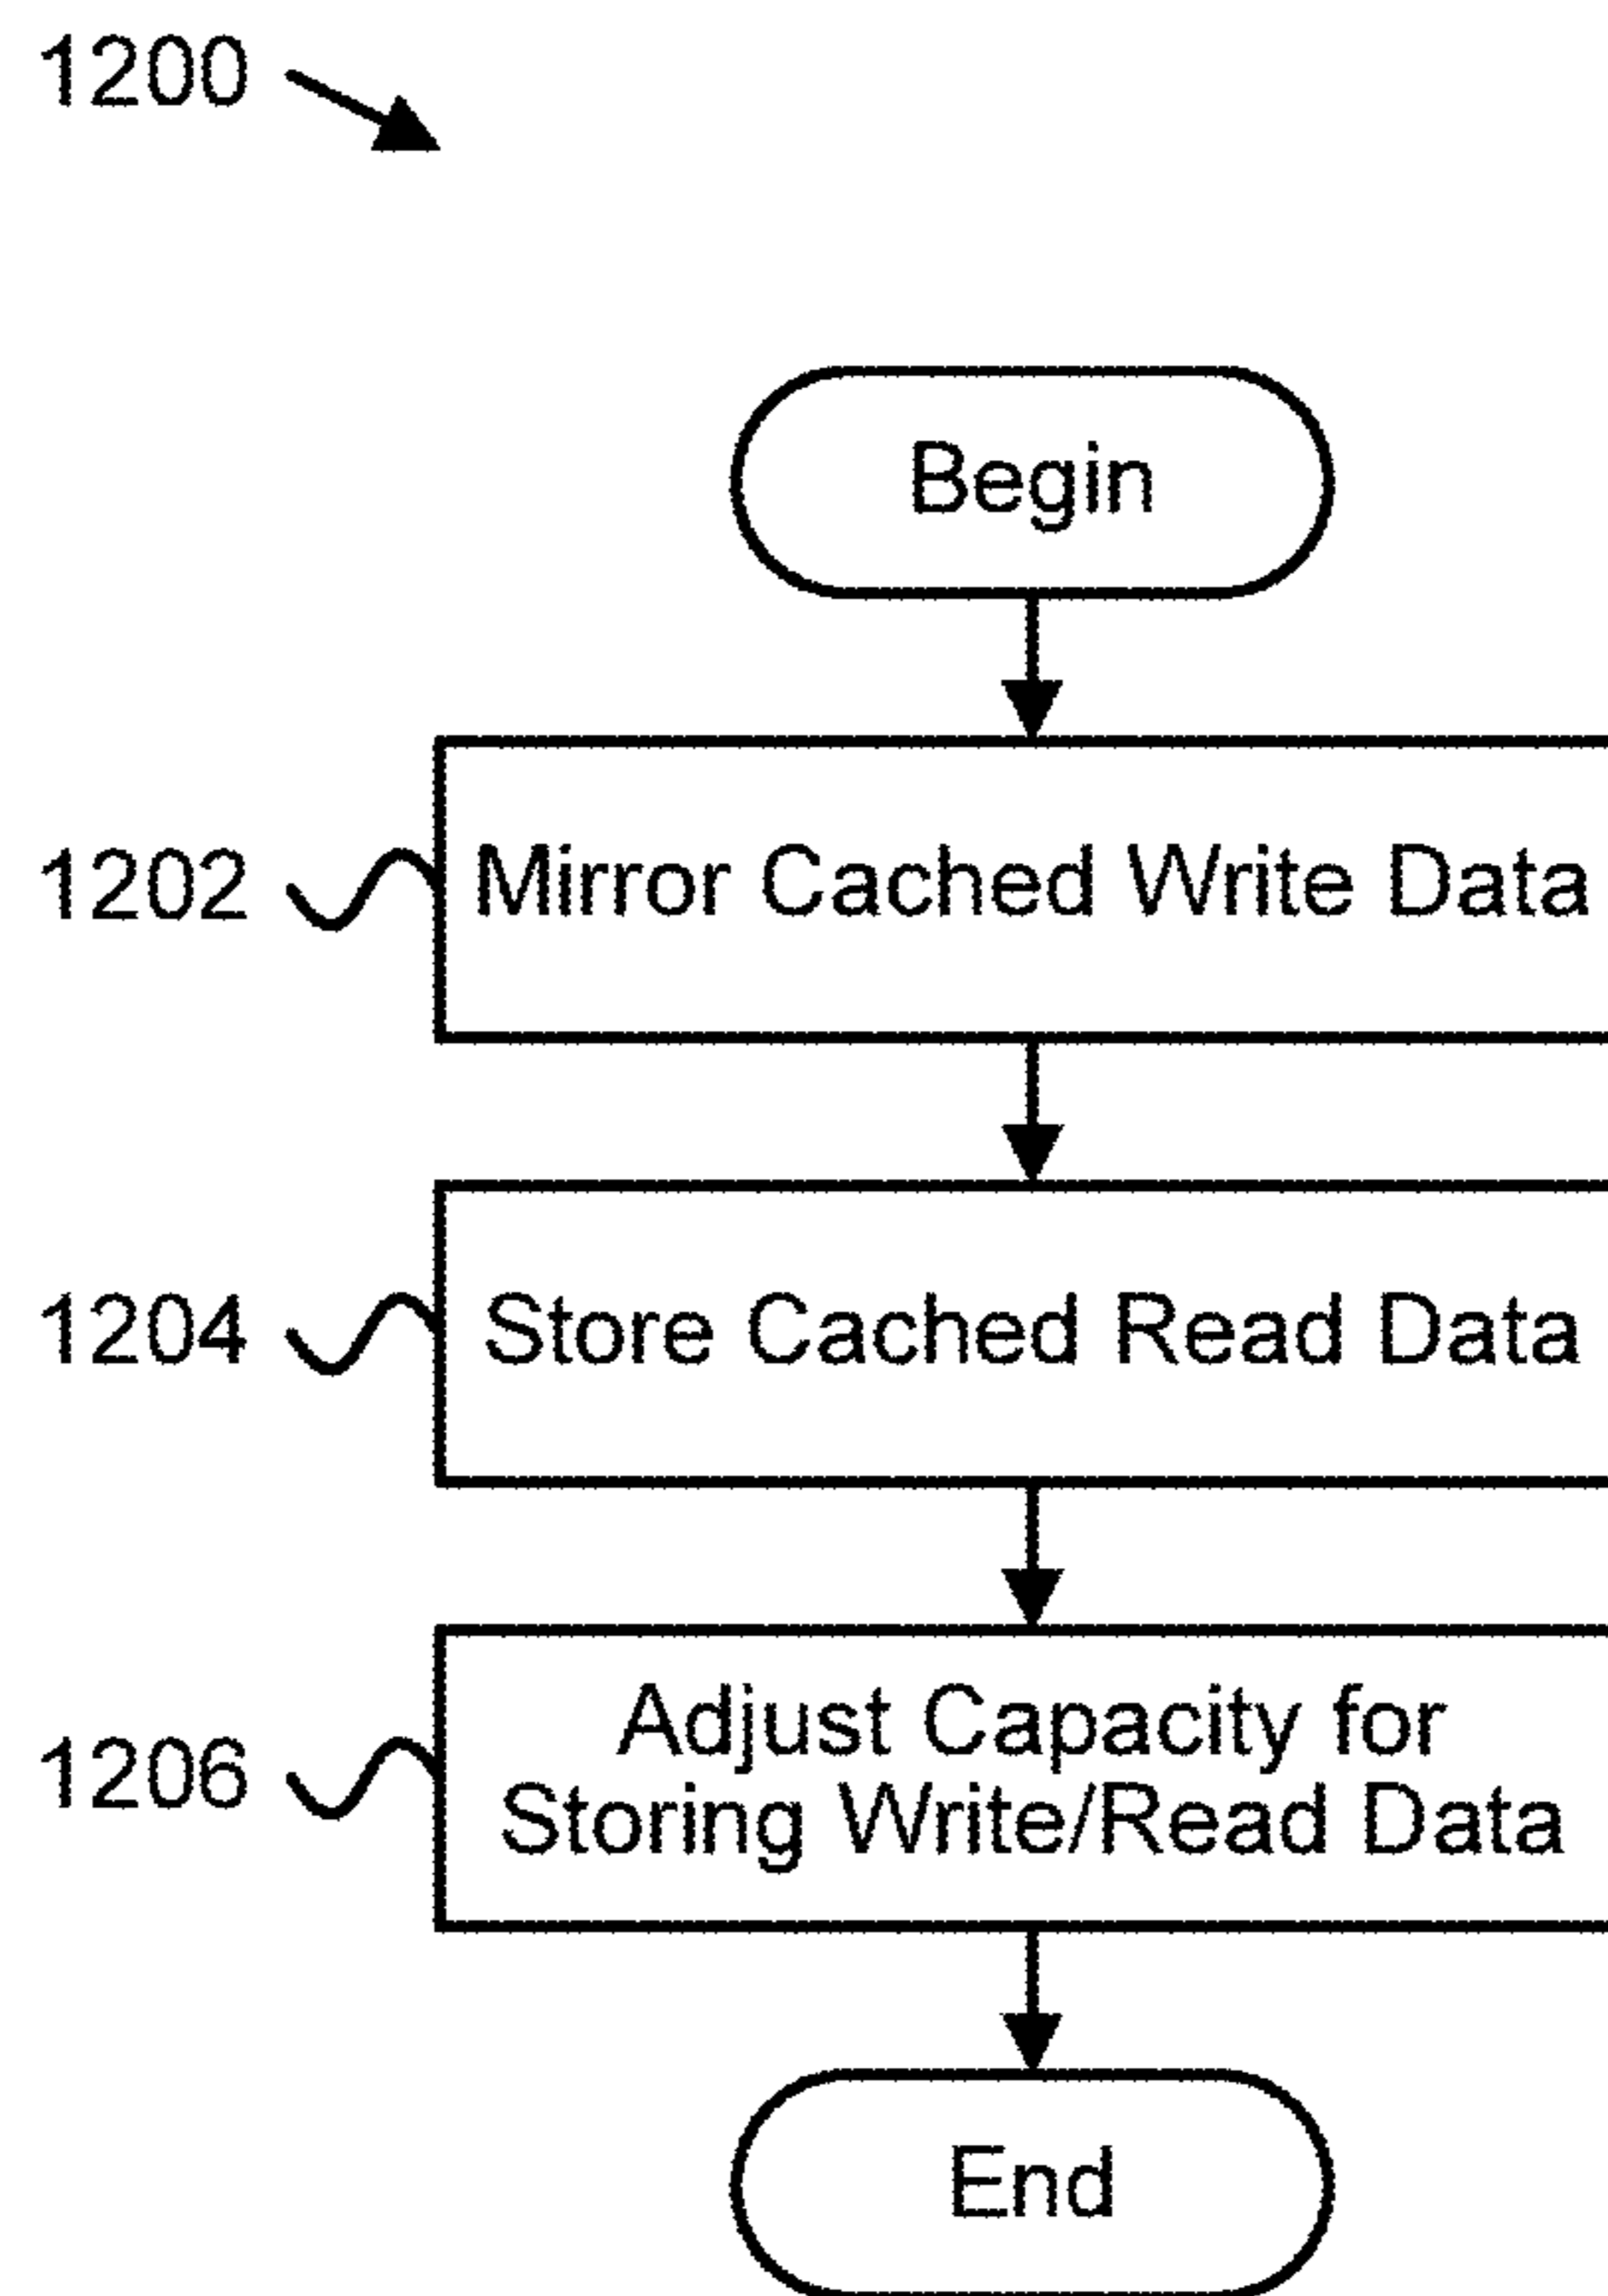 1200
Begin
1202 Mirror Cached Write Data
1204 Store Cached Read Data
Adjust Capacity for
1206
Storing Write/Read Data
End